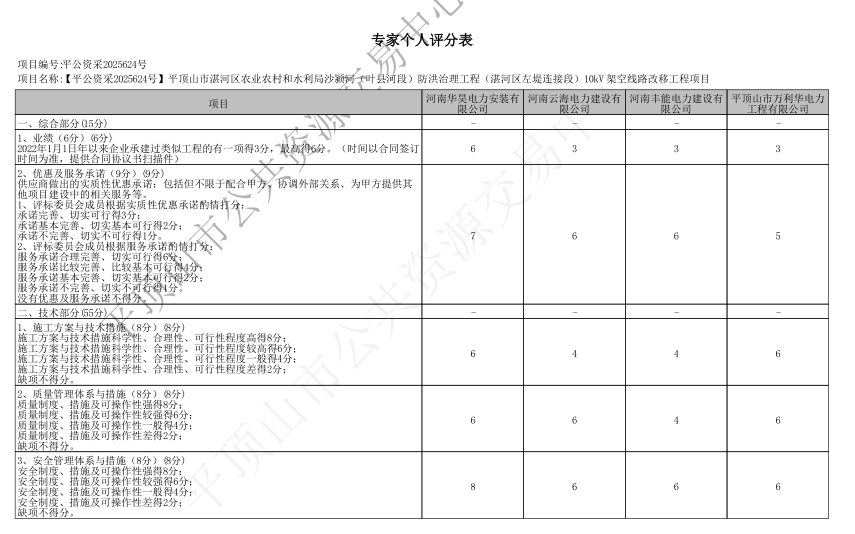 专家个人评分表
项目编号:平公资采2025624号
项目名称:【平公资采2025624号】平顶山市湛河区农业农村和水利局沙颍河（叶县河段）防洪治理工程（湛河区左堤连接段）10kV架空线路改移工程项目
项目
河南华昊电力安装有限公司
河南云海电力建设有限公司
河南丰能电力建设有限公司
平顶山市万利华电力工程有限公司
一、综合部分(15分) － － － －
1、业绩（6分）(6分)
2022年1月1日年以来企业承建过类似工程的有一项得3分，最高得6分。（时间以合同签订
时间为准，提供合同协议书扫描件）
6 3 3 3
2、优惠及服务承诺（9分）(9分)
供应商做出的实质性优惠承诺；包括但不限于配合甲方、协调外部关系、为甲方提供其
他项目建设中的相关服务等。
1、评标委员会成员根据实质性优惠承诺酌情打分；
承诺完善、切实可行得3分；
承诺基本完善、切实基本可行得2分；
承诺不完善、切实不可行得1分。
2、评标委员会成员根据服务承诺酌情打分；
服务承诺合理完善、切实可行得6分；
服务承诺比较完善、比较基本可行得4分；
服务承诺基本完善、切实基本可行得2分；
服务承诺不完善、切实不可行得1分。
没有优惠及服务承诺不得分。
7 6 6 5
二、技术部分(55分) － － － －
1、施工方案与技术措施（8分）(8分)
施工方案与技术措施科学性、合理性、可行性程度高得8分；
施工方案与技术措施科学性、合理性、可行性程度较高得6分；
施工方案与技术措施科学性、合理性、可行性程度一般得4分；
施工方案与技术措施科学性、合理性、可行性程度差得2分；
缺项不得分。
6 4 4 6
2、质量管理体系与措施（8分）(8分)
质量制度、措施及可操作性强得8分；
质量制度、措施及可操作性较强得6分；
质量制度、措施及可操作性一般得4分；
质量制度、措施及可操作性差得2分；
缺项不得分。
6 6 4 6
3、安全管理体系与措施（8分）(8分)
安全制度、措施及可操作性强得8分；
安全制度、措施及可操作性较强得6分；
安全制度、措施及可操作性一般得4分；
安全制度、措施及可操作性差得2分；
缺项不得分。
8 6 6 6
平顶山市公共资源交易中心
平顶山市公共资源交易中